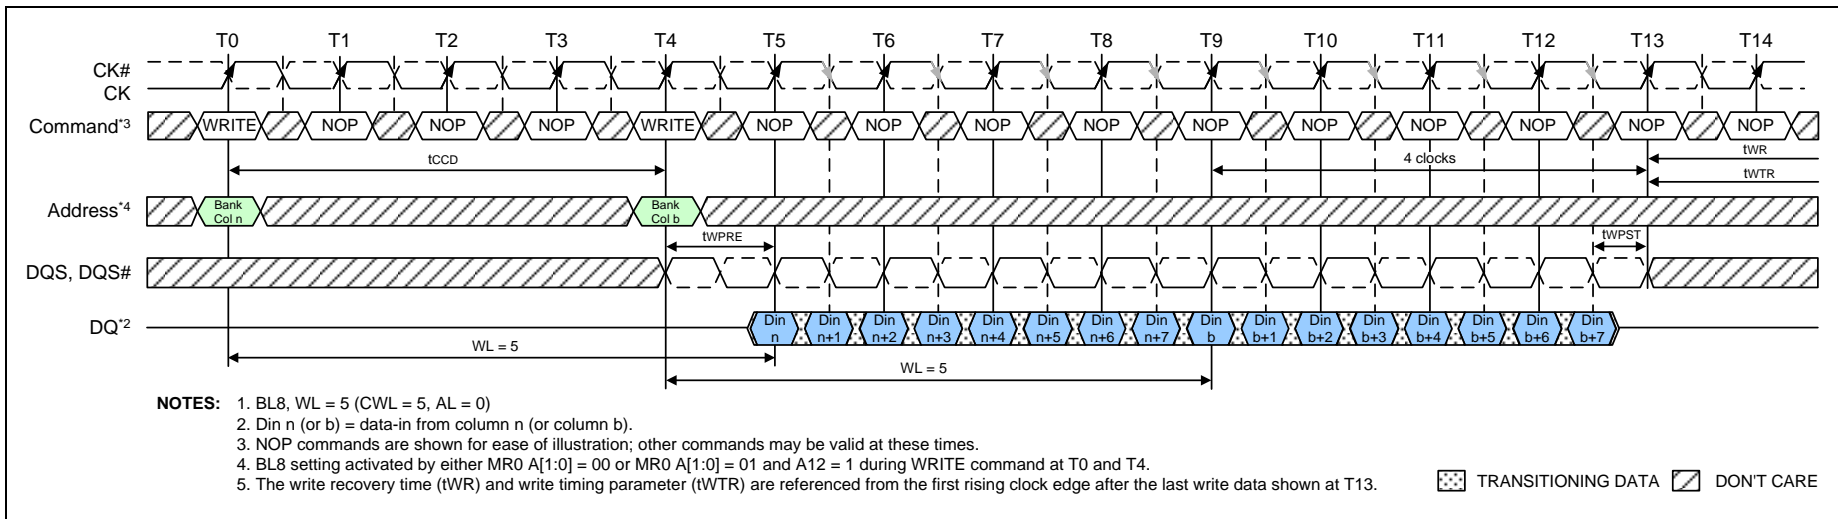 T0 T1 T2 T3 T4 T5 T6 T7 T8 T9 T10 T11 T12 T13 T14
CK#
CK
Command*3 WRITE NOP NOP NOP WRITE NOP NOP NOP NOP NOP NOP NOP NOP NOP NOP
tCCD 4 clocks tWR
tWTR
Address*4 Bank Col n Bank Col b
tWPRE tWPST
DQS, DQS#
DQ*2 Din n Din n+1 Din n+2 Din n+3 Din n+4 Din n+5 Din n+6 Din n+7 Din b Din b+1 Din b+2 Din b+3 Din b+4 Din b+5 Din b+6 Din b+7
WL = 5
WL = 5
NOTES: 1. BL8, WL = 5 (CWL = 5, AL = 0)
2. Din n (or b) = data-in from column n (or column b).
3. NOP commands are shown for ease of illustration; other commands may be valid at these times.
4. BL8 setting activated by either MR0 A[1:0] = 00 or MR0 A[1:0] = 01 and A12 = 1 during WRITE command at T0 and T4.
5. The write recovery time (tWR) and write timing parameter (tWTR) are referenced from the first rising clock edge after the last write data shown at T13.
TRANSITIONING DATA DON'T CARE